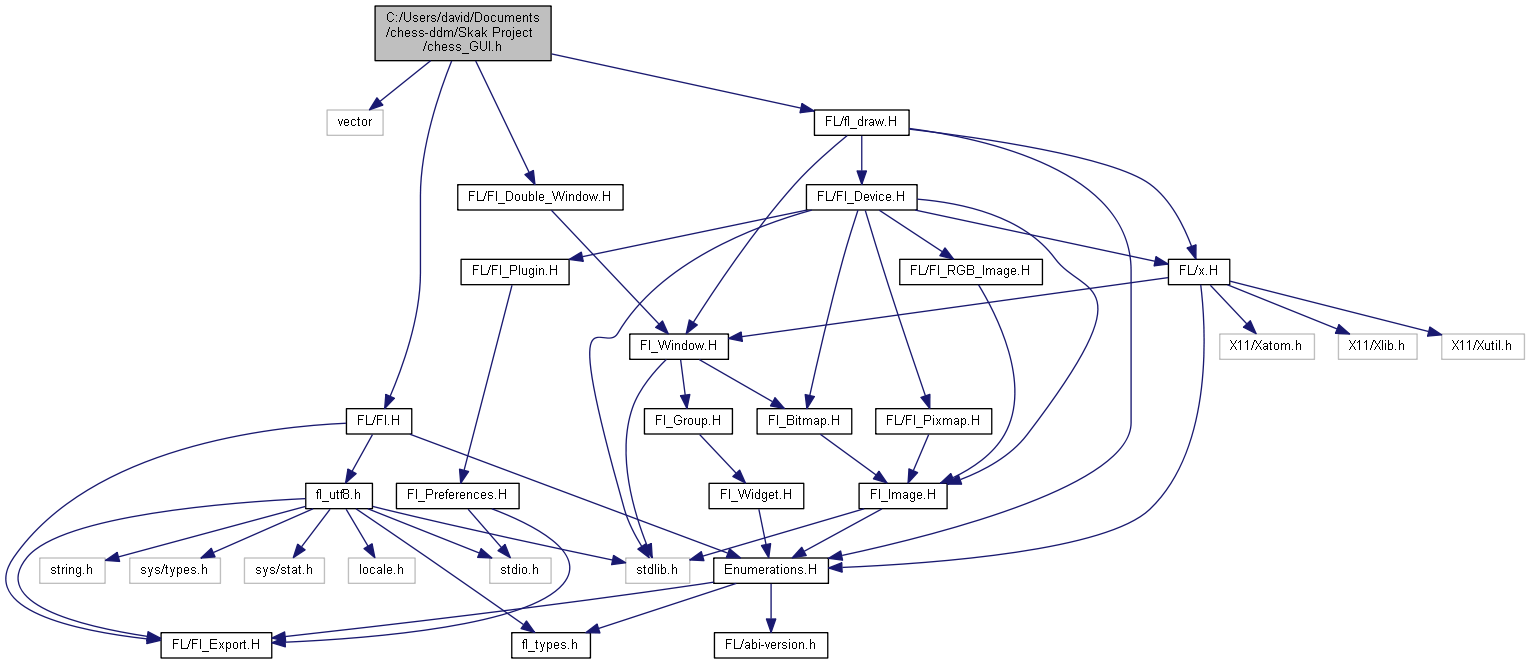 C:/Users/david/Documents
/chess-ddm/Skak Project
/chess_GUI.h
vector
FL/fl_draw.H
FL/Fl_Double_Window.H
FL/Fl_Device.H
FL/Fl_Plugin.H
FL/Fl_RGB_Image.H
FL/x.H
Fl_Window.H
X11/Xatom.h
X11/Xlib.h
X11/Xutil.h
FL/Fl.H
Fl_Group.H
Fl_Bitmap.H
FL/Fl_Pixmap.H
fl_utf8.h
Fl_Preferences.H
Fl_Widget.H
Fl_Image.H
string.h
sys/types.h
sys/stat.h
locale.h
stdio.h
stdlib.h
Enumerations.H
FL/Fl_Export.H
fl_types.h
FL/abi-version.h